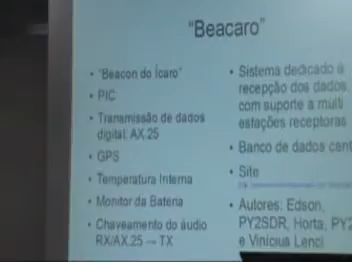 “Beacaro”
• “Beacon do Ícaro”
• PIC
• Transmissão de dados
digital: AX.25
• GPS
• Temperatura Interna
• Monitor da Bateria
• Chaveamento do áudio
RX/AX.25 → TX
• Sistema dedicado à
recepção dos dados,
com suporte a multi
estações receptoras
• Banco de dados cent
• Site
• Autores: Edson,
PY2SDR, Horta, PY2
e Vinícius Lenci